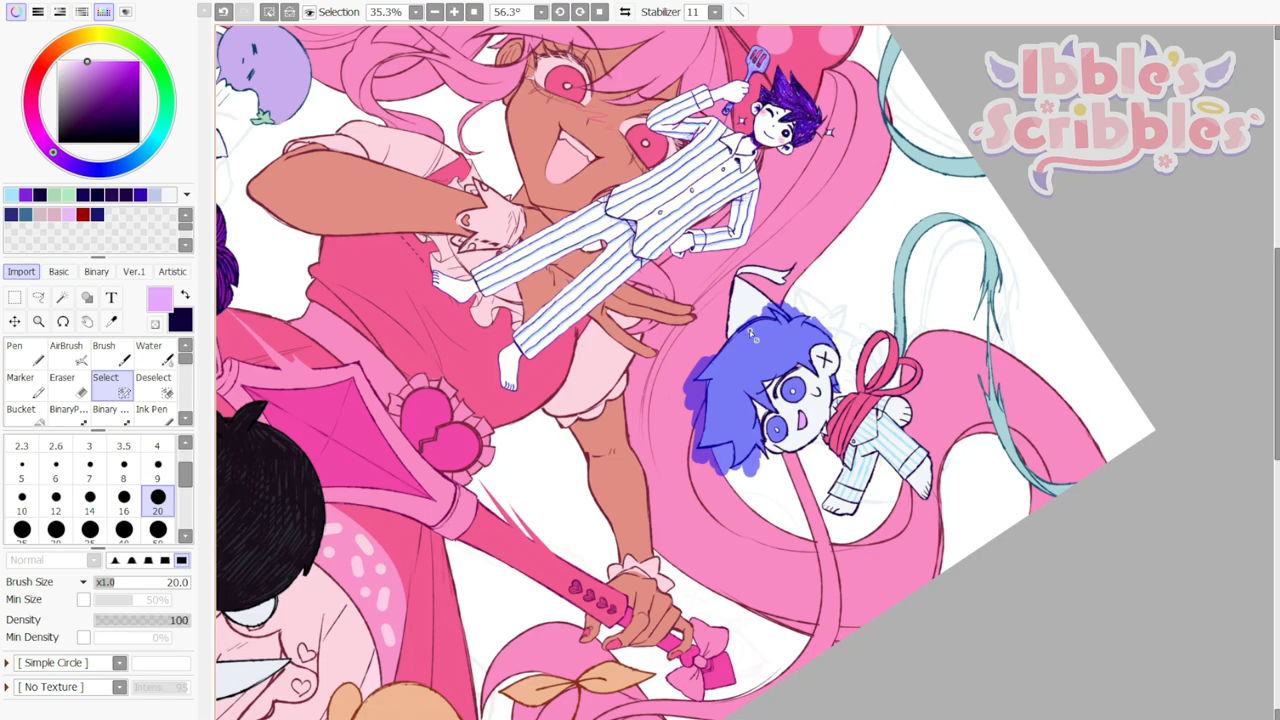 Selection 35.3% 56.3° Stabilizer 11
Ibble's
Scribbles
Import Basic Binary Ver.1 Artistic
T
Pen AirBrush Brush Water
Marker Eraser Select Deselect
Bucket BinaryP... Binary ... Ink Pen
2.3 2.6 3 3.5 4
5 6 7 8 9
10 12 14 16 20
Normal
Brush Size x1.0 20.0
Min Size 50%
Density 100
Min Density 0%
[ Simple Circle ]
[ No Texture ] Intens. 95